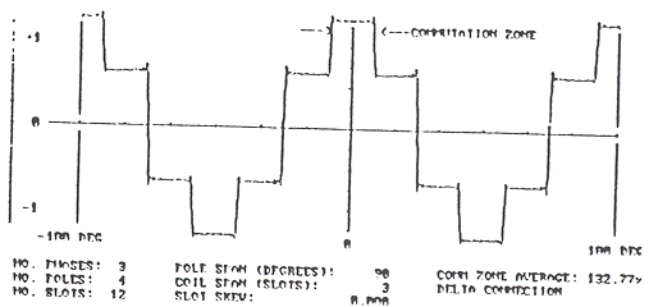 +1
<---COMMUTATION ZONE
0
-1
-180 DEG
0
180 DEG
NO. PHASES: 3
POLE SPAN (DEGREES): 90
COMM ZONE AVERAGE: 132.77%
NO. POLES: 4
COIL SPAN (SLOTS): 3
DELTA CONNECTION
NO. SLOTS: 12
SLOT SKEW: 0.000